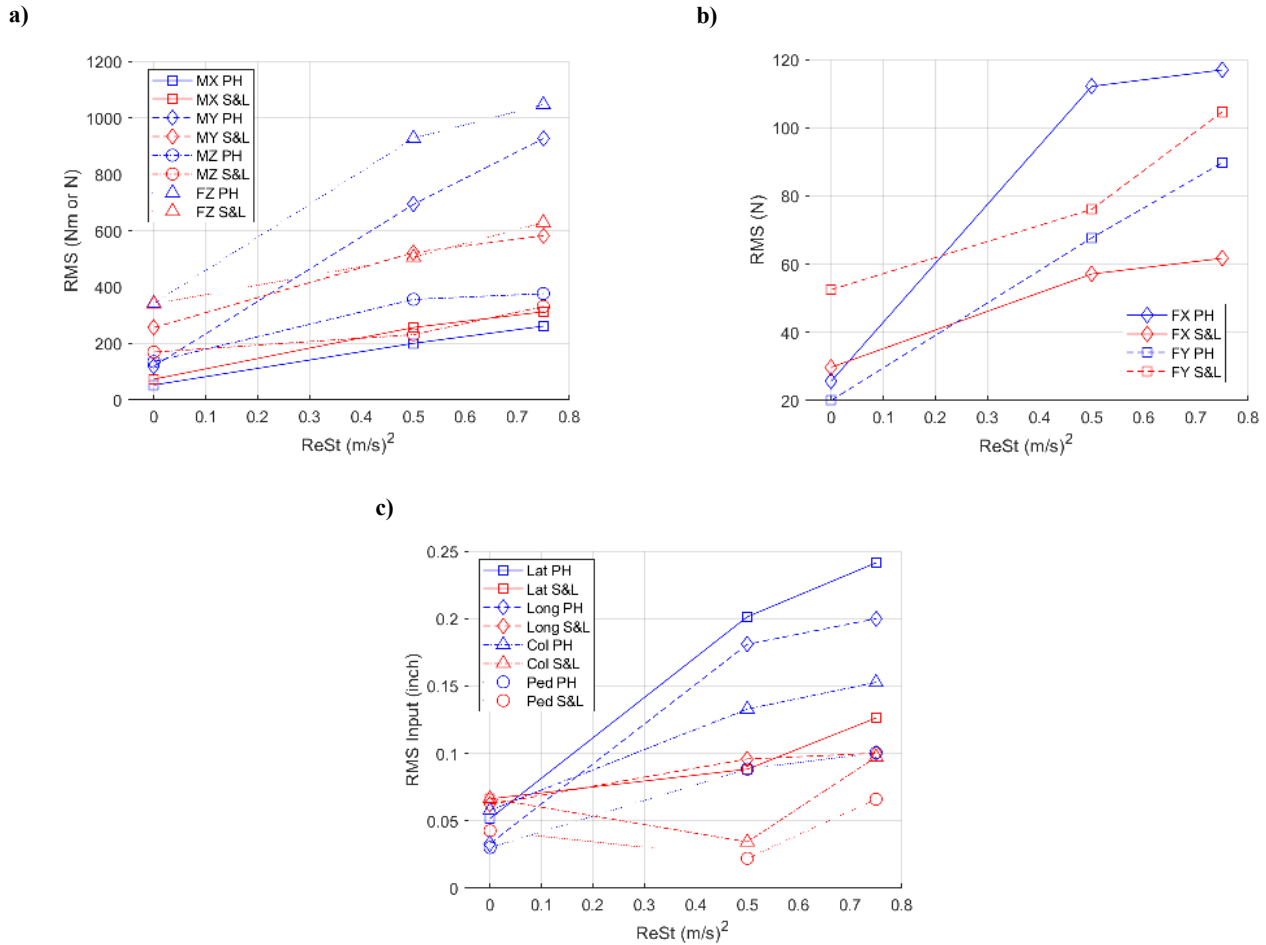 a)
1200
1000
800
600
400
200
0
RMS (Nm or N)
MX PH
MX S&L
MY PH
MY S&L
MZ PH
MZ S&L
FZ PH
FZ S&L
0 0.1 0.2 0.3 0.4 0.5 0.6 0.7 0.8
ReSt (m/s)²
b)
120
100
80
60
40
20
RMS (N)
FX PH
FX S&L
FY PH
FY S&L
0 0.1 0.2 0.3 0.4 0.5 0.6 0.7 0.8
ReSt (m/s)²
c)
0.25
0.2
0.15
0.1
0.05
0
RMS Input (inch)
Lat PH
Lat S&L
Long PH
Long S&L
Col PH
Col S&L
Ped PH
Ped S&L
0 0.1 0.2 0.3 0.4 0.5 0.6 0.7 0.8
ReSt (m/s)²